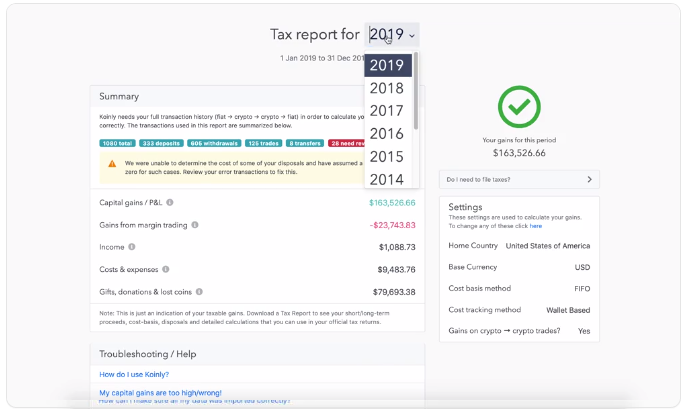 Tax report for 2019
1 Jan 2019 to 31 Dec 201
2019
2018
2017
2016
2015
2014
Summary
Koinly needs your full transaction history (fiat → crypto → crypto → fiat) in order to calculate yo
correctly. The transactions used in this report are summarized below.
1080 total
333 deposits
606 withdrawals
125 trades
8 transfers
28 need rev
We were unable to determine the cost of some of your disposals and have assumed a
zero for such cases. Review your error transactions to fix this.
Capital gains / P&L $163,526.66
Gains from margin trading -$23,743.83
Income $1,088.73
Costs & expenses $9,483.76
Gifts, donations & lost coins $79,693.38
Note: This is just an indication of your taxable gains. Download a Tax Report to see your short/long-term
proceeds, cost-basis, disposals and detailed calculations that you can use in your official tax returns.
Troubleshooting / Help
How do I use Koinly?
My capital gains are too high/wrong!
How can I make sure all my data was imported correctly?
Your gains for this period
$163,526.66
Do I need to file taxes?
Settings
These settings are used to calculate your gains.
To change any of these click here
Home Country United States of America
Base Currency USD
Cost basis method FIFO
Cost tracking method Wallet Based
Gains on crypto → crypto trades? Yes